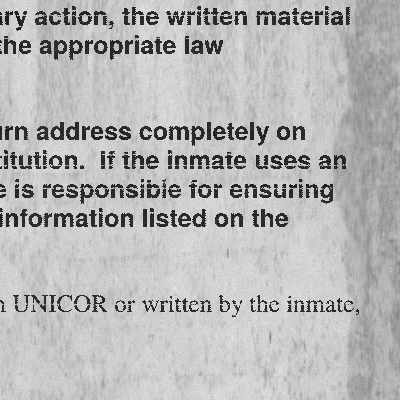 ary action, the written material
the appropriate law
urn address completely on
titution. If the inmate uses an
e is responsible for ensuring
information listed on the
n UNICOR or written by the inmate,